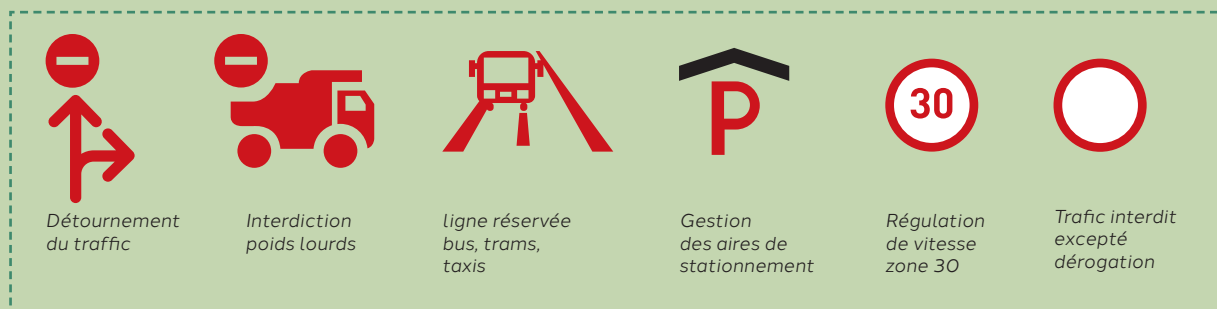 P
30
Détournement
du traffic
Interdiction
poids lourds
ligne réservée
bus, trams,
taxis
Gestion
des aires de
stationnement
Régulation
de vitesse
zone 30
Trafic interdit
excepté
dérogation